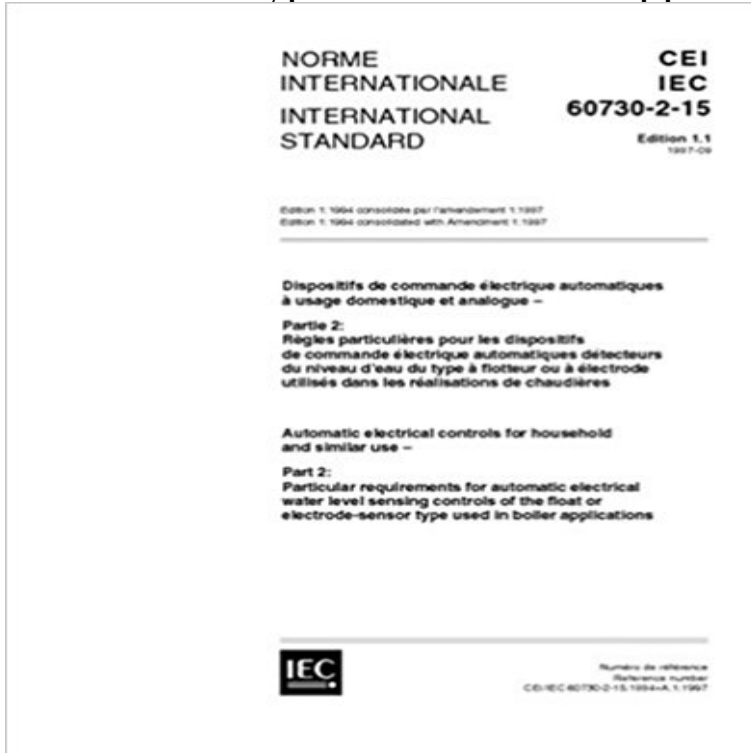 NORME
INTERNATIONALE
INTERNATIONAL
STANDARD
CEI
IEC
60730-2-15
Edition 1.1
1997-09
Edition 1:1994 consolidée par l'amendement 1:1997
Edition 1:1994 consolidated with Amendment 1:1997
Dispositifs de commande électrique automatiques
à usage domestique et analogue –
Partie 2:
Règles particulières pour les dispositifs
de commande électrique automatiques détecteurs
du niveau d'eau du type à flotteur ou à électrode
utilisés dans les réalisations de chaudières
Automatic electrical controls for household
and similar use –
Part 2:
Particular requirements for automatic electrical
water level sensing controls of the float or
electrode-sensor type used in boiler applications
IEC
Numéro de référence
Reference number
CEI/IEC 60730-2-15:1994+A.1:1997